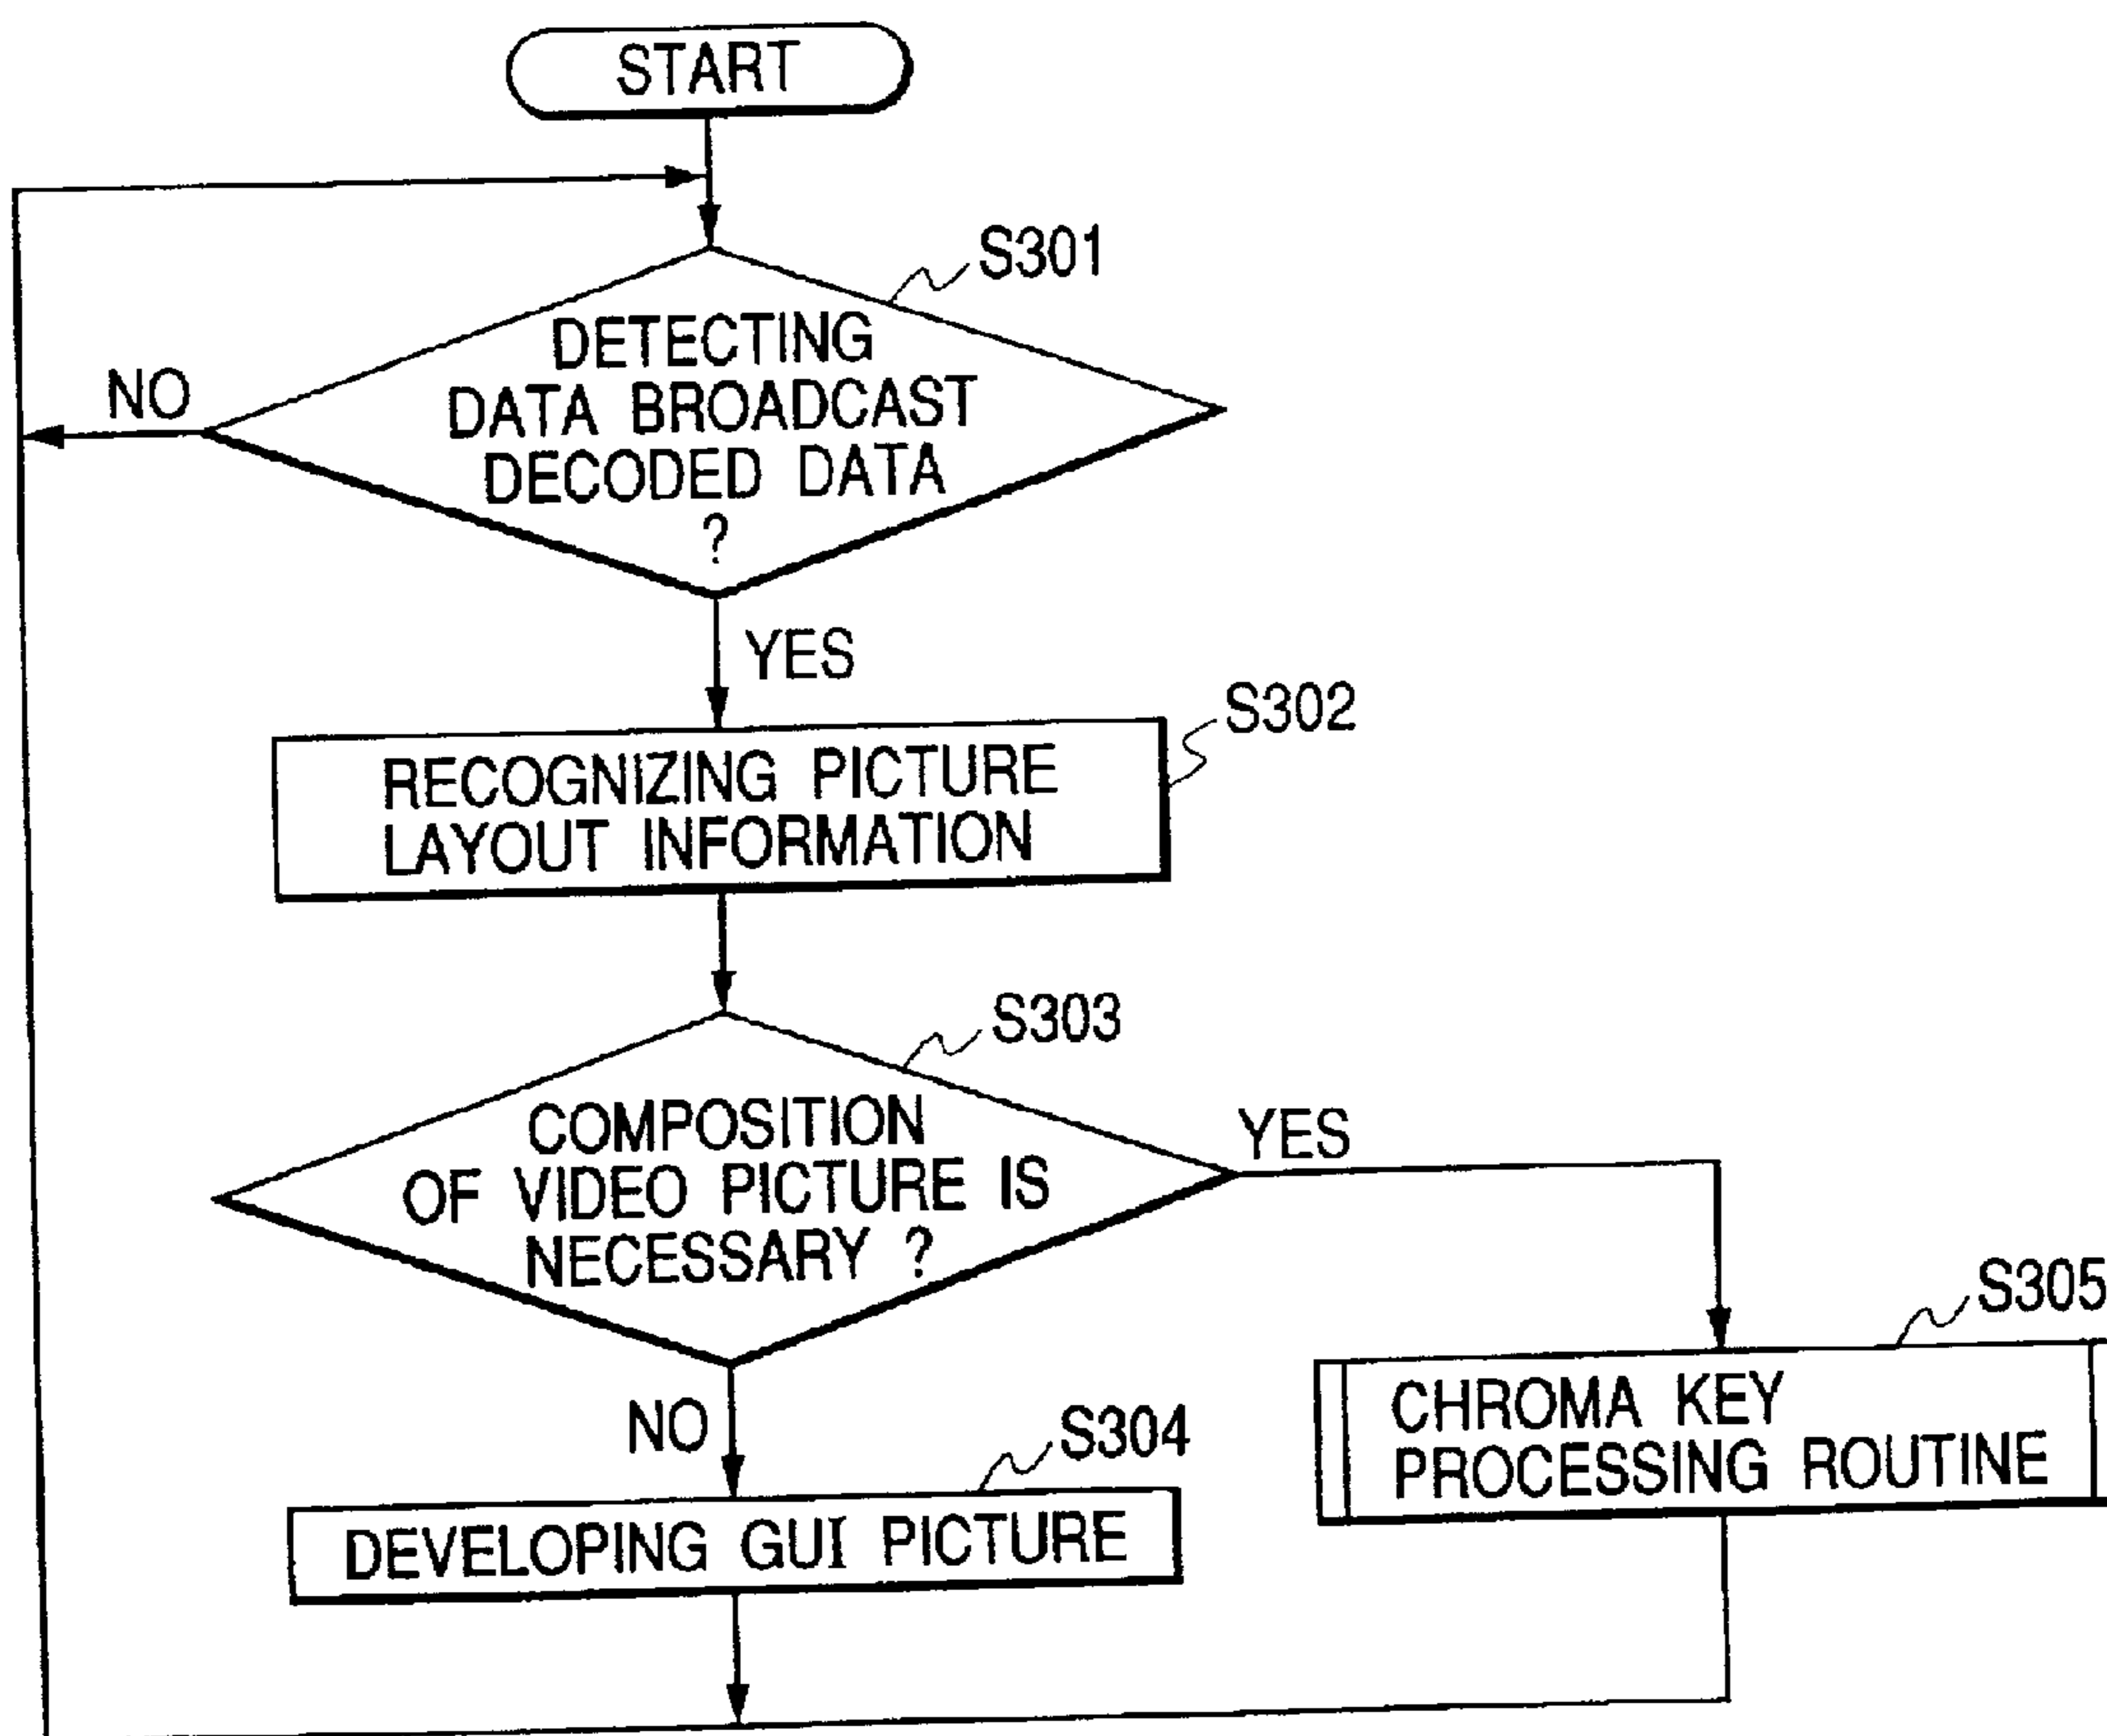 START
S301
DETECTING
DATA BROADCAST
DECODED DATA
?
NO
YES
S302
RECOGNIZING PICTURE
LAYOUT INFORMATION
S303
COMPOSITION
OF VIDEO PICTURE IS
NECESSARY ?
YES
NO
S304
DEVELOPING GUI PICTURE
S305
CHROMA KEY
PROCESSING ROUTINE